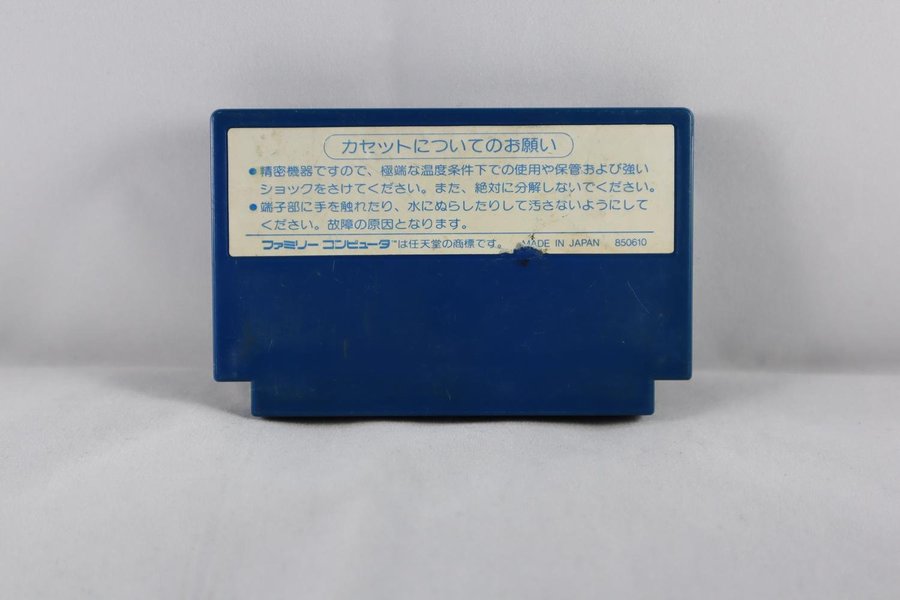 カセットについてのお願い
●精密機器ですので、極端な温度条件下での使用や保管および強い
ショックをさけてください。また、絶対に分解しないでください。
●端子部に手を触れたり、水にぬらしたりして汚さないようにして
ください。故障の原因となります。
ファミリー コンピュータ™は任天堂の商標です。 MADE IN JAPAN 850610